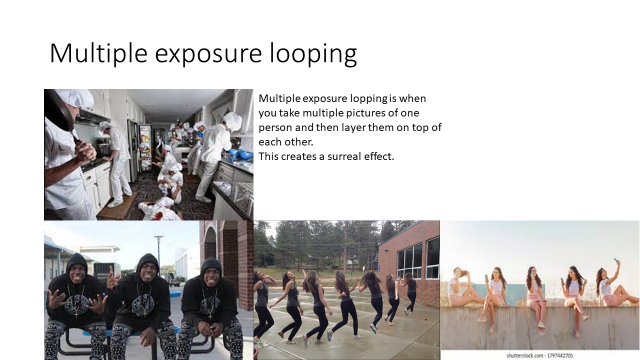 Multiple exposure looping
Multiple exposure lopping is when
you take multiple pictures of one
person and then layer them on top of
each other.
This creates a surreal effect.
shutterstock.com · 1797442705